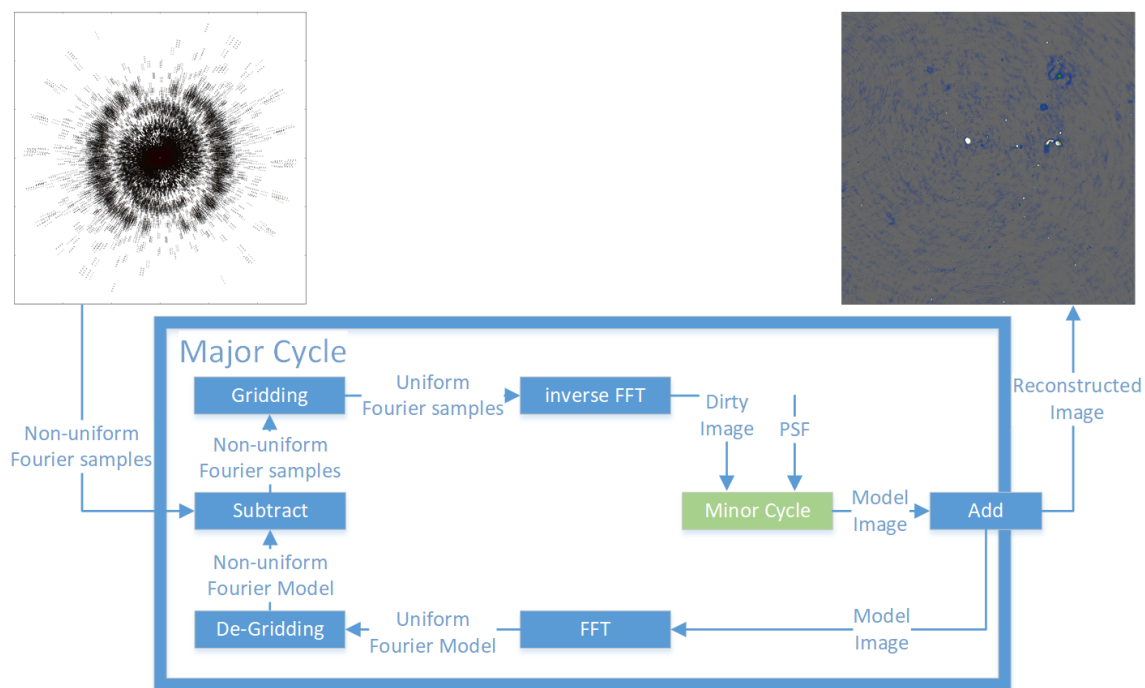 Major Cycle
Gridding
Uniform
Fourier samples
inverse FFT
Dirty
Image
PSF
Reconstructed
Image
Non-uniform
Fourier samples
Non-uniform
Fourier samples
Subtract
Minor Cycle
Model
Image
Add
Non-uniform
Fourier Model
De-Gridding
Uniform
Fourier Model
FFT
Model
Image